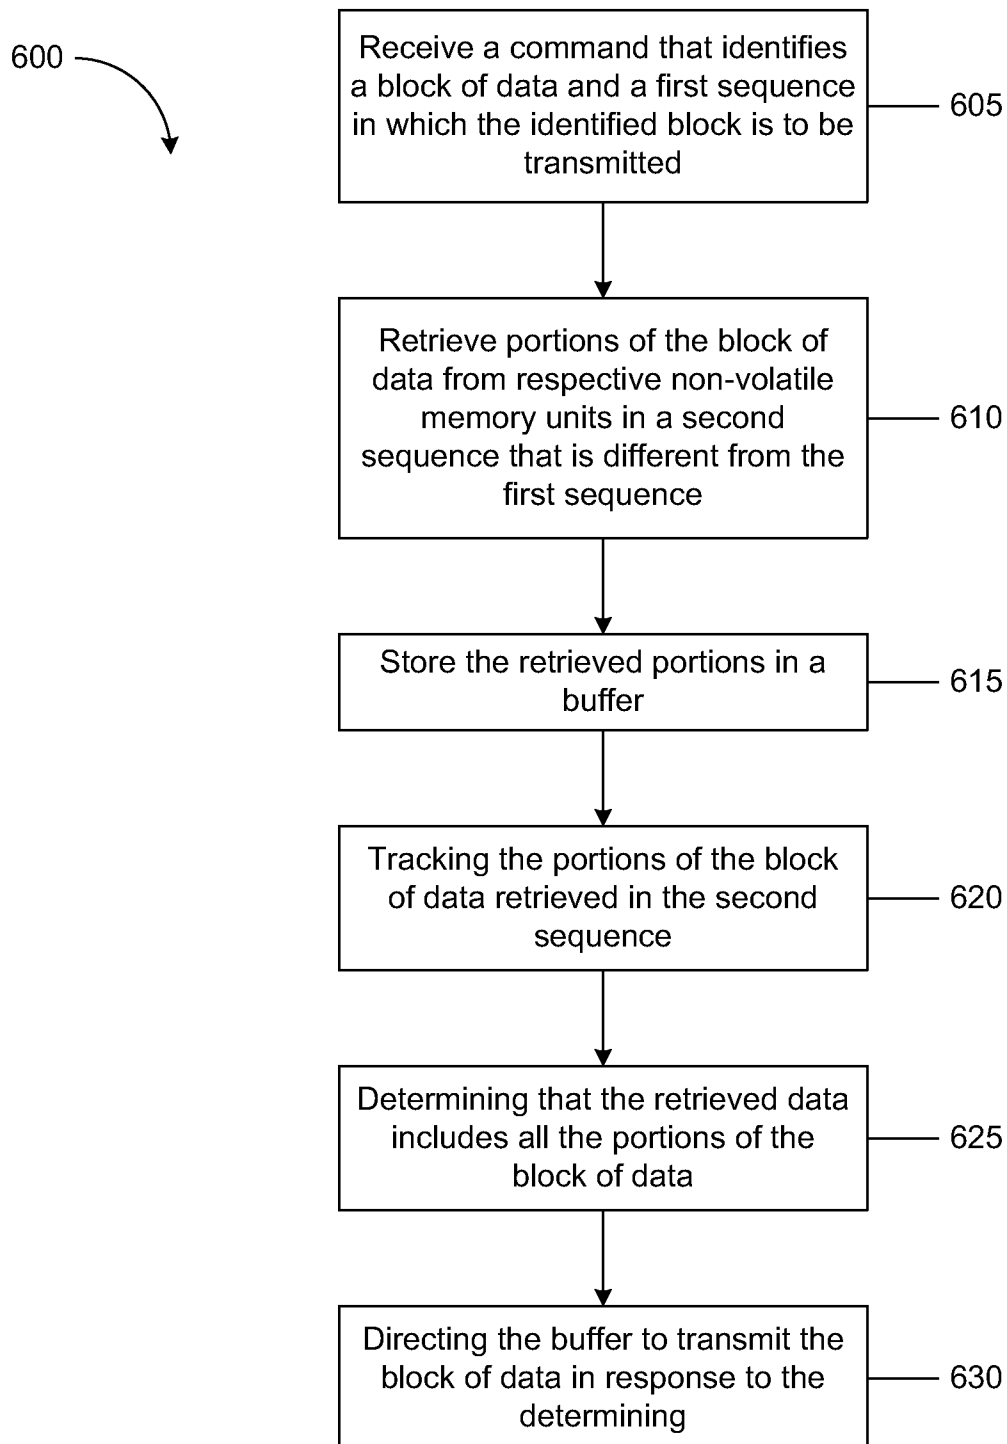 600
Receive a command that identifies
a block of data and a first sequence
in which the identified block is to be
transmitted
605
Retrieve portions of the block of
data from respective non-volatile
memory units in a second
sequence that is different from the
first sequence
610
Store the retrieved portions in a
buffer
615
Tracking the portions of the block
of data retrieved in the second
sequence
620
Determining that the retrieved data
includes all the portions of the
block of data
625
Directing the buffer to transmit the
block of data in response to the
determining
630